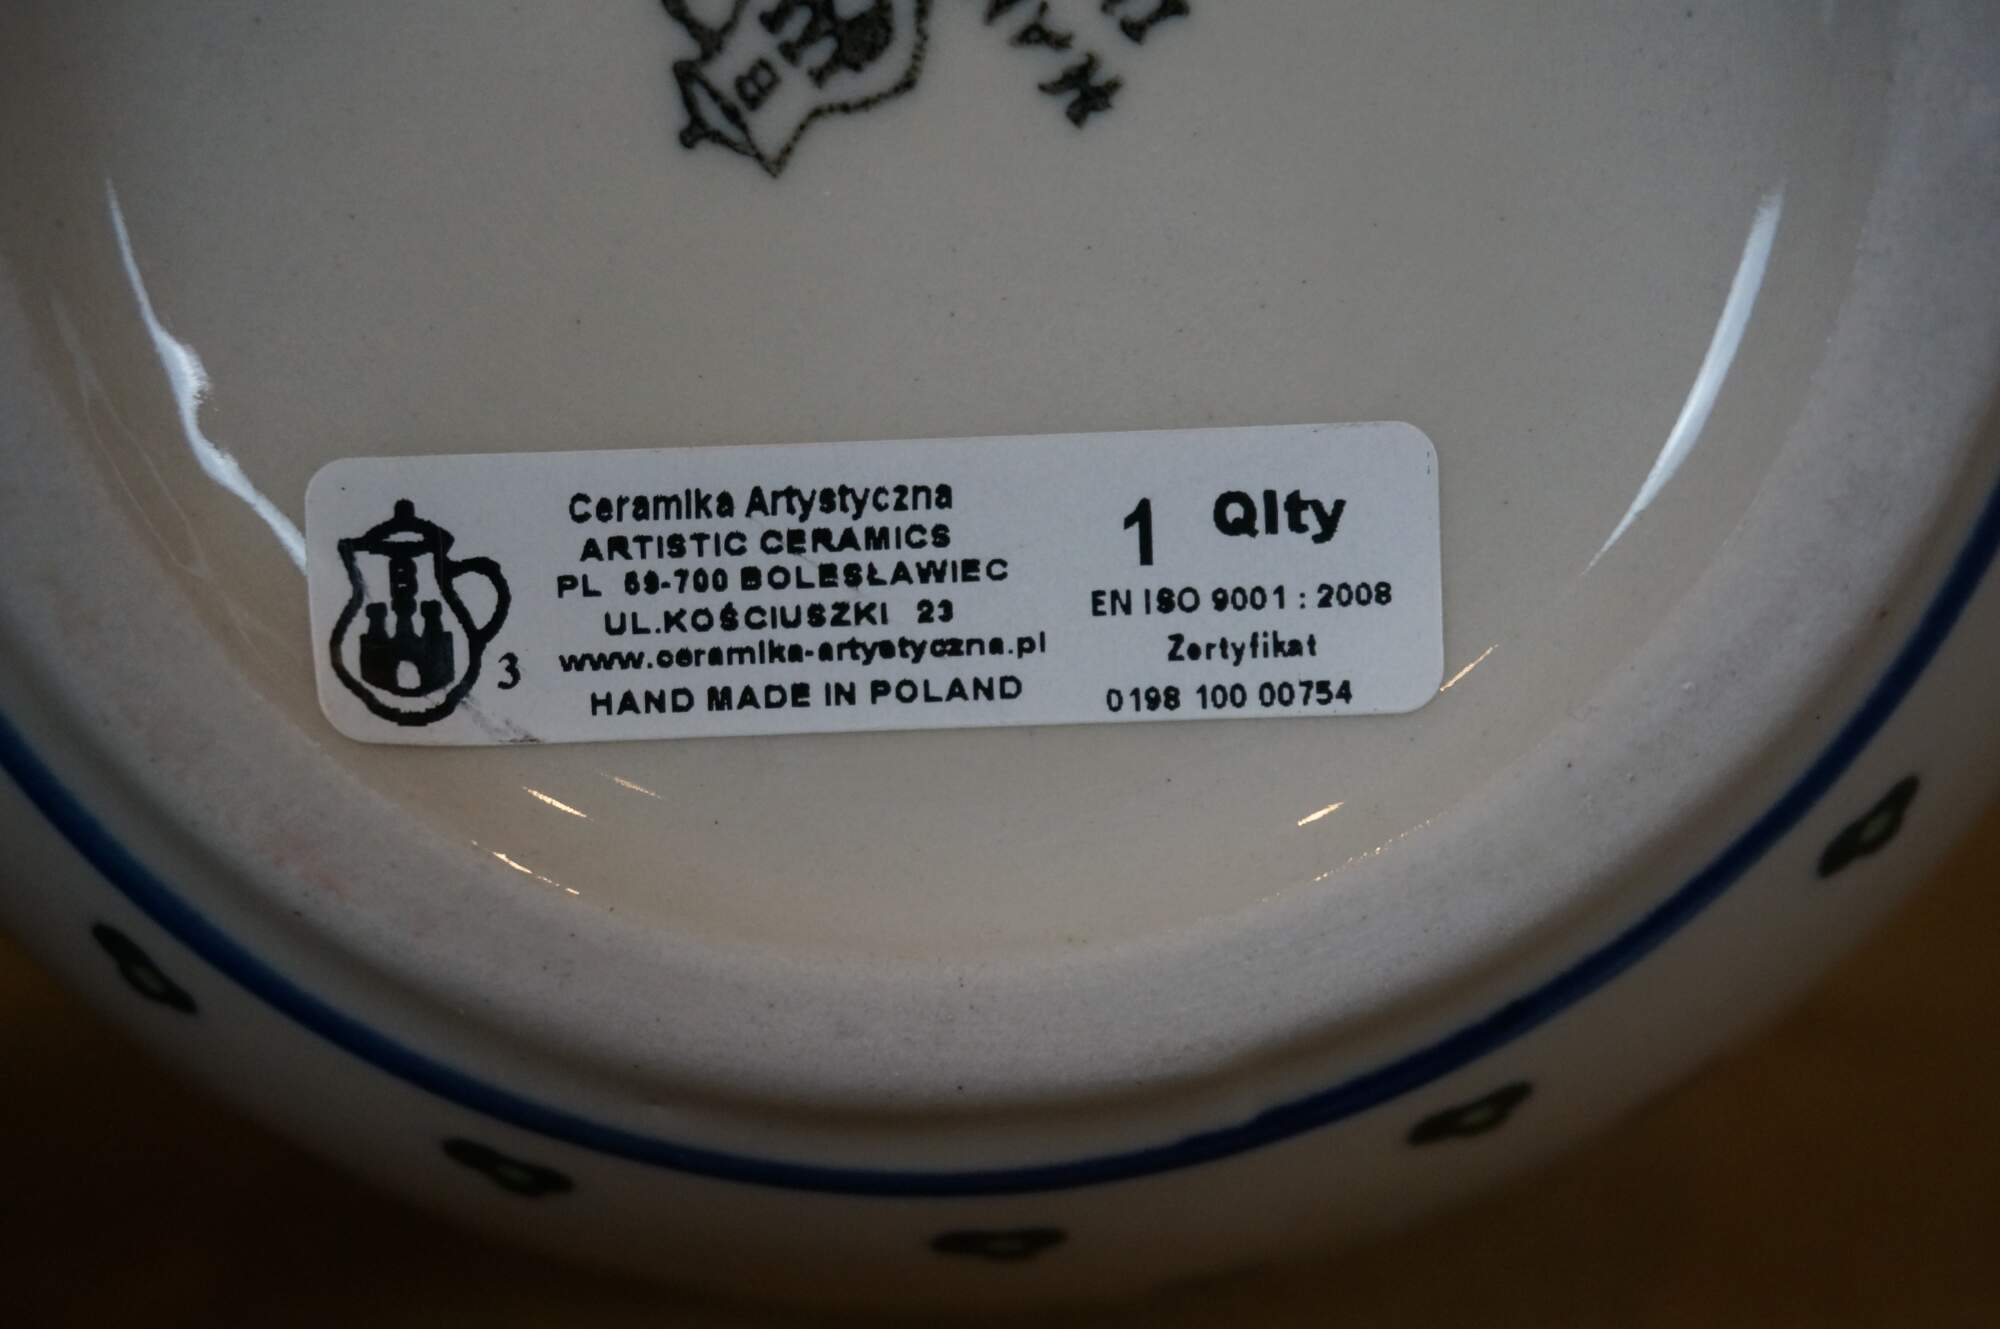 B
HA
Ceramika Artystyczna
ARTISTIC CERAMICS
PL 59-700 BOLESŁAWIEC
UL.KOŚCIUSZKI 23
www.ceramika-artystyczna.pl
HAND MADE IN POLAND
3
1 Qlty
EN ISO 9001 : 2008
Zertyfikat
0198 100 00754